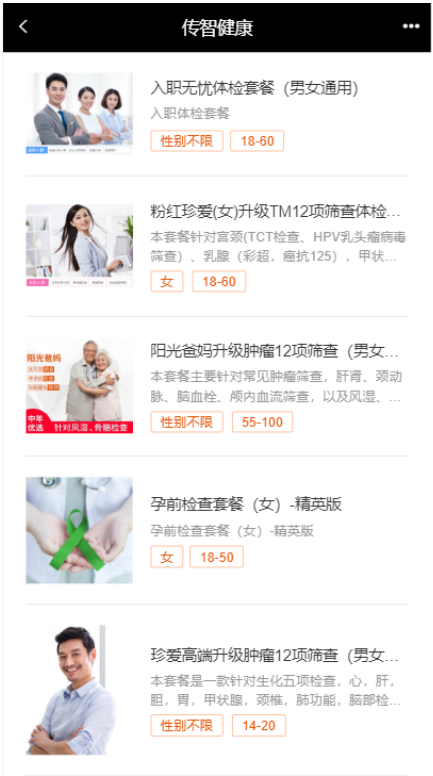 传智健康
入职无忧体检套餐（男女通用）
入职体检套餐
性别不限 18-60
粉红珍爱(女)升级TM12项筛查体检...
本套餐针对宫颈(TCT检查、HPV乳头瘤病毒
筛查）、乳腺（彩超，癌抗125），甲状...
女 18-60
阳光爸妈
中年
优选
针对风湿、骨骼检查
阳光爸妈升级肿瘤12项筛查（男女...
本套餐主要针对常见肿瘤筛查，肝肾、颈动
脉、脑血栓、颅内血流筛查，以及风湿、...
性别不限 55-100
孕前检查套餐（女）-精英版
孕前检查套餐（女）-精英版
女 18-50
珍爱高端升级肿瘤12项筛查（男女...
本套餐是一款针对生化五项检查，心，肝，
胆，胃，甲状腺，颈椎，肺功能，脑部检...
性别不限 14-20